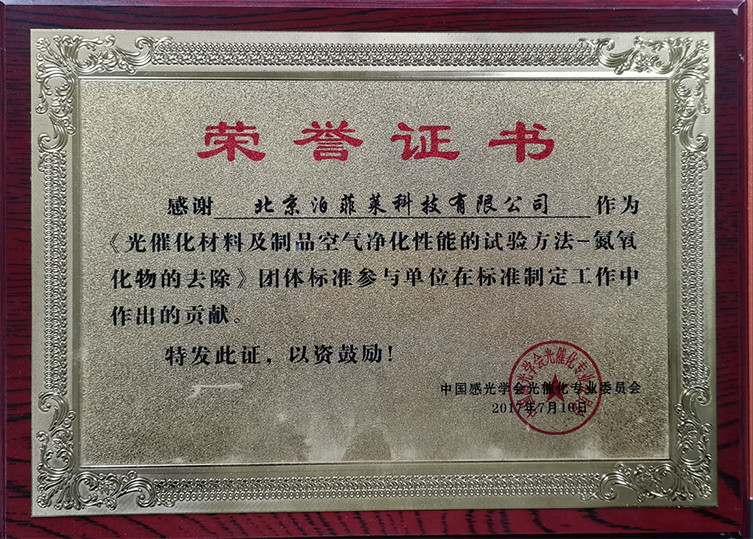 荣誉证书
感谢 北京泊菲莱科技有限公司 作为
《光催化材料及制品空气净化性能的试验方法-氮氧
化物的去除》团体标准参与单位在标准制定工作中
作出的贡献。
特发此证，以资鼓励！
中国感光学会光催化专业委员会
2017年7月10日